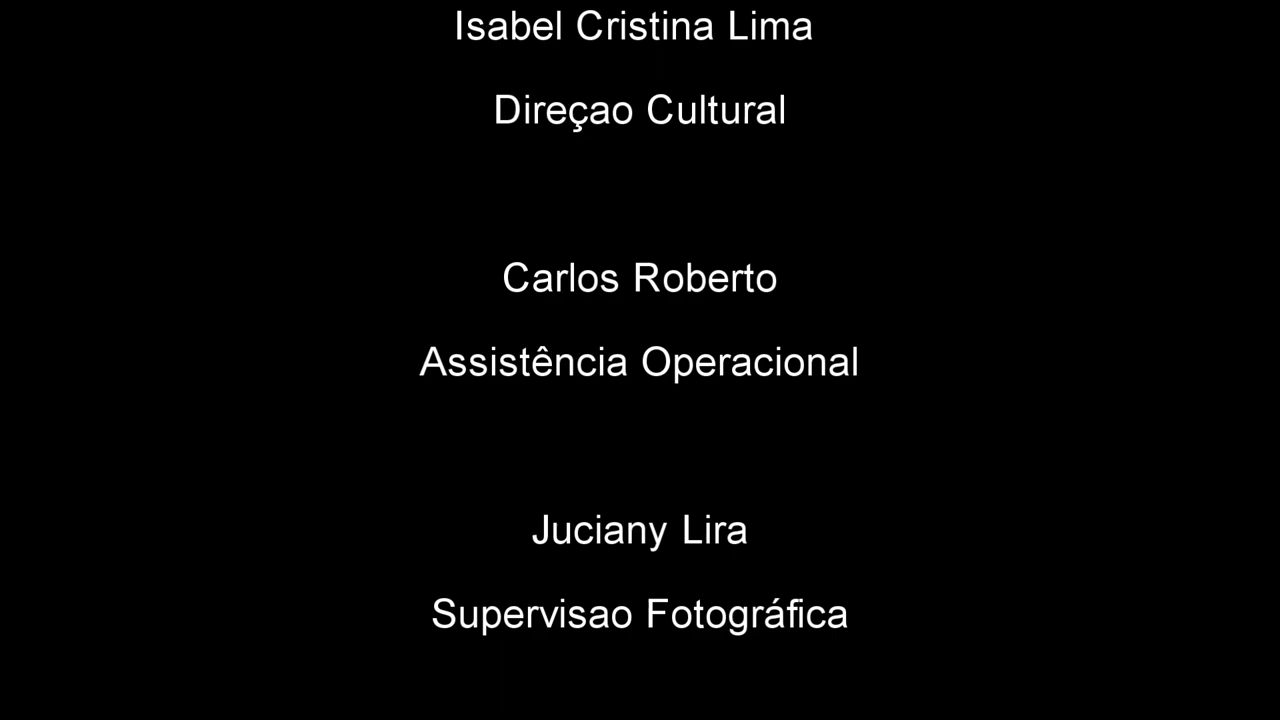 Isabel Cristina Lima
Direçao Cultural
Carlos Roberto
Assistência Operacional
Juciany Lira
Supervisao Fotográfica